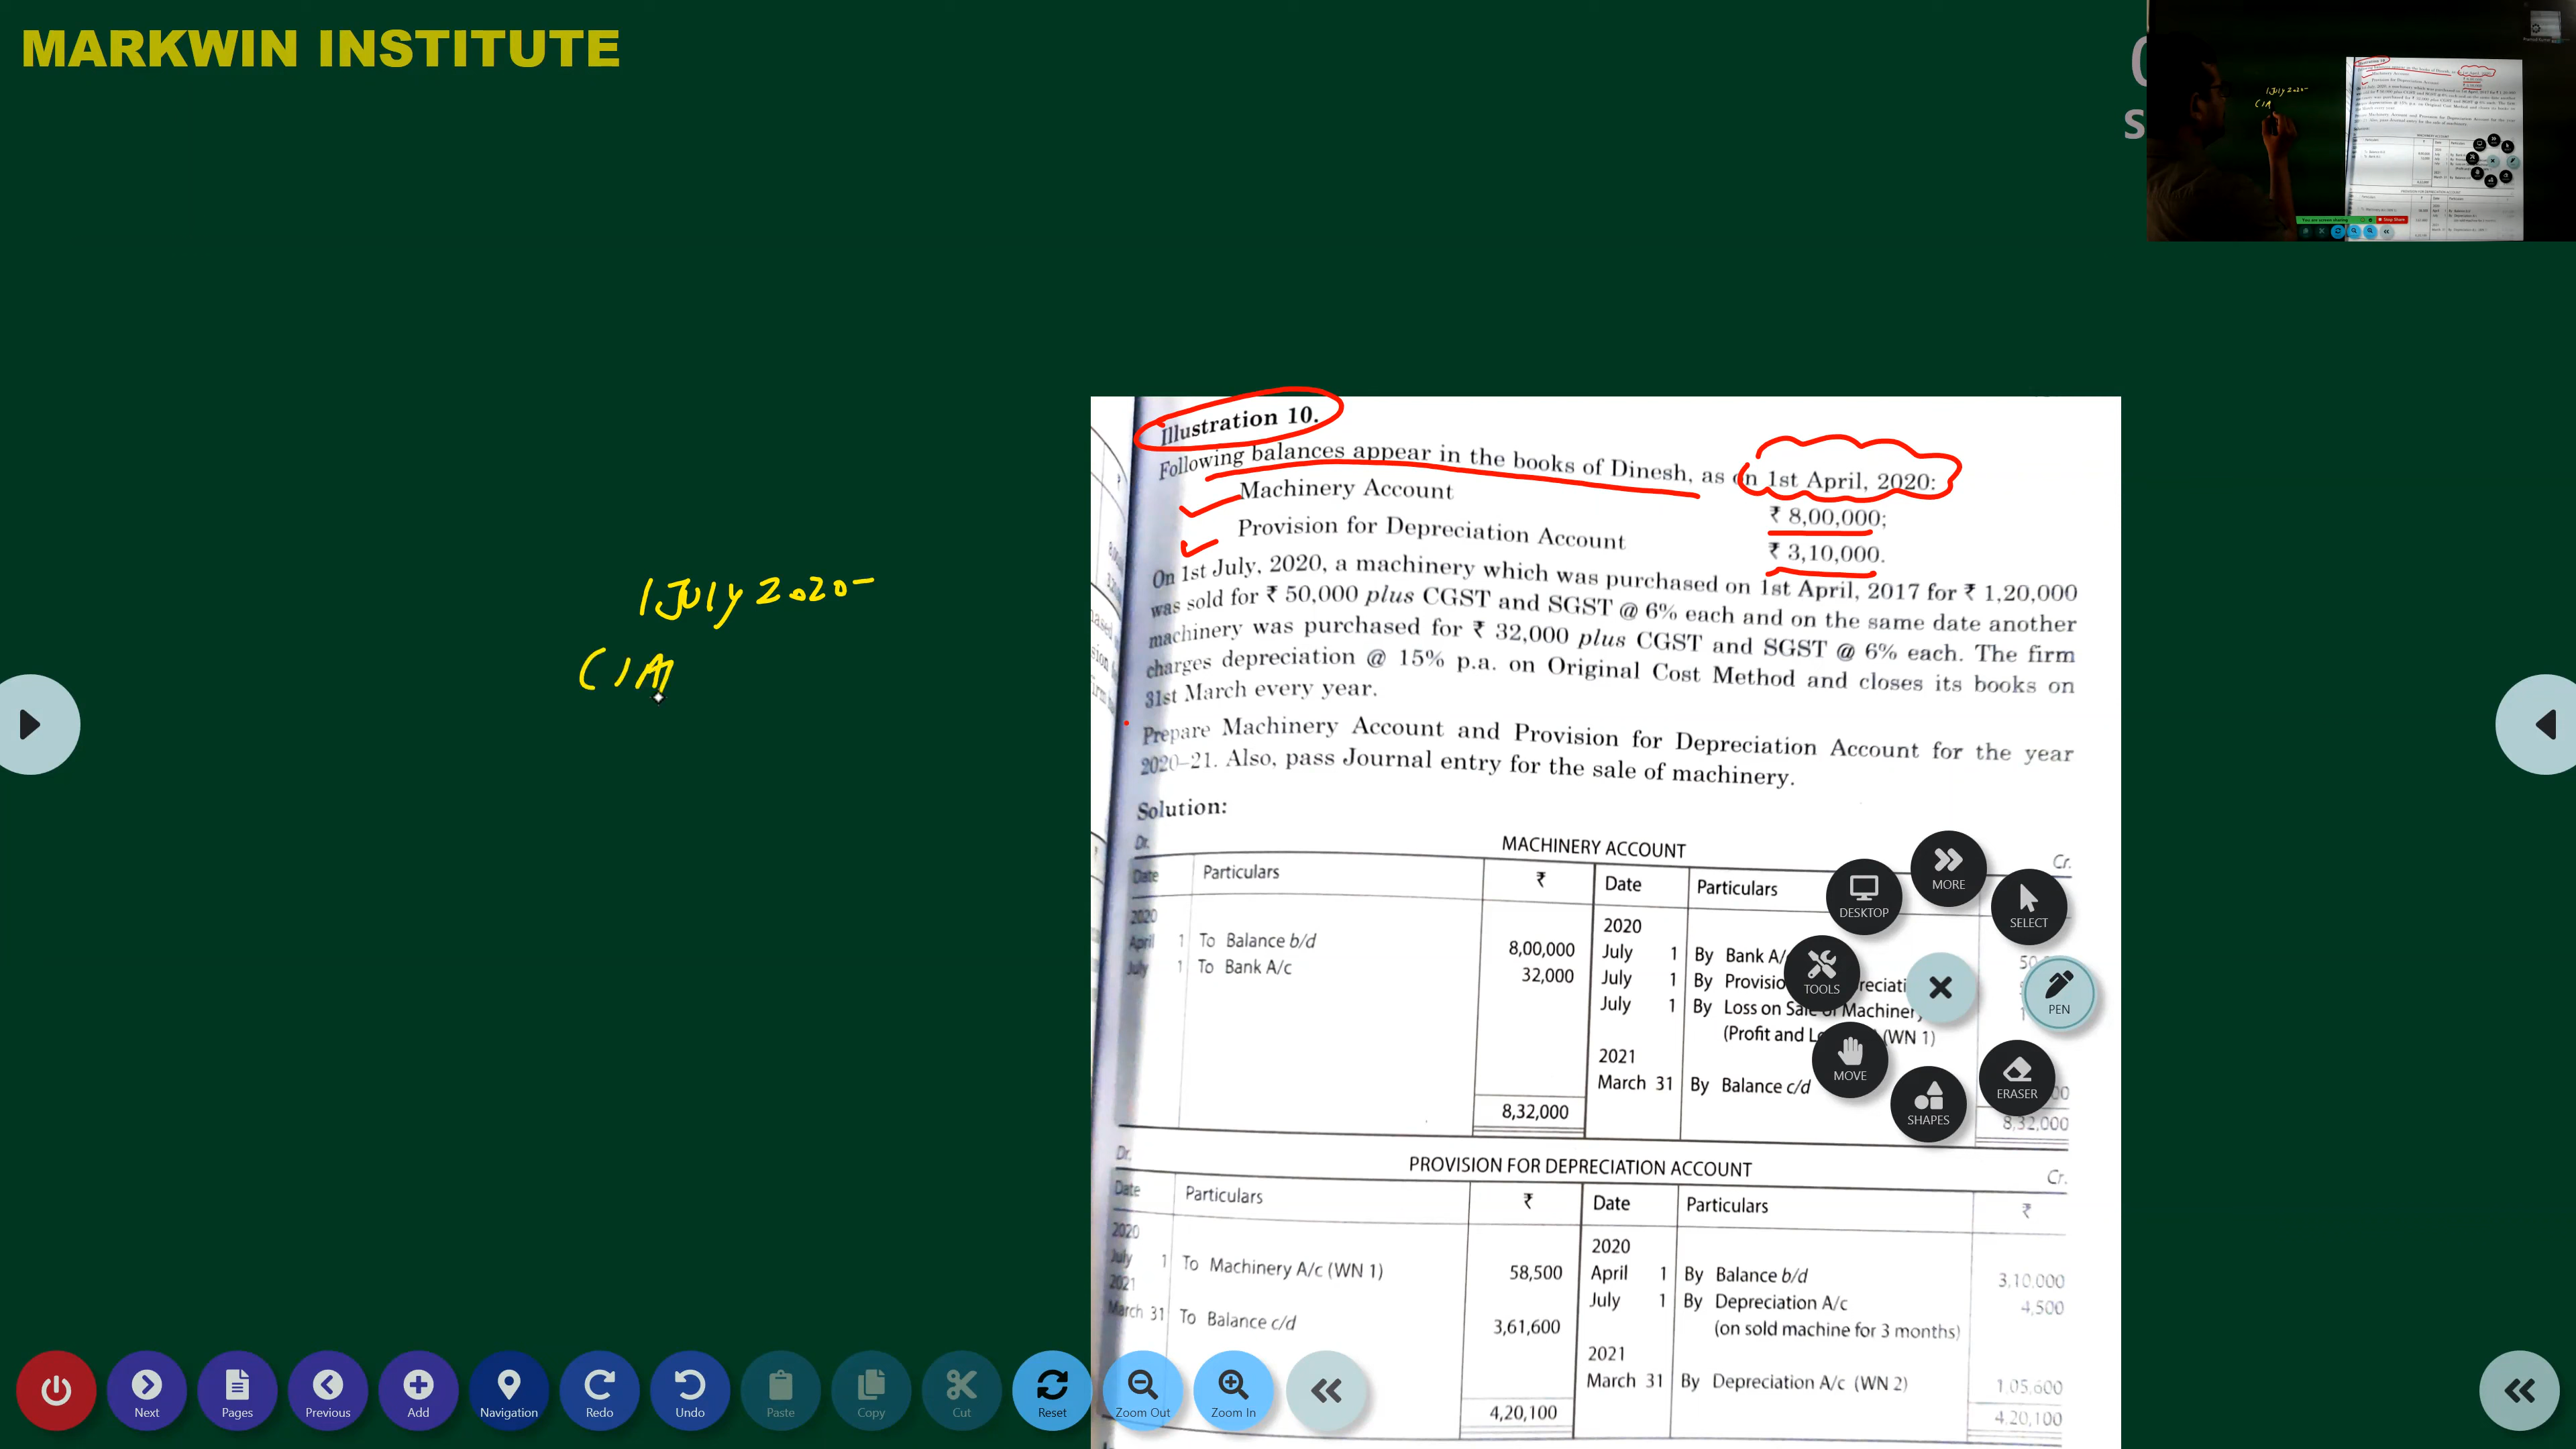 MARKWIN INSTITUTE
1 July 2020-
(1A
Illustration 10.
Following balances appear in the books of Dinesh, as on 1st April, 2020:
Machinery Account ₹ 8,00,000;
Provision for Depreciation Account ₹ 3,10,000.
On 1st July, 2020, a machinery which was purchased on 1st April, 2017 for ₹ 1,20,000
was sold for ₹ 50,000 plus CGST and SGST @ 6% each and on the same date another
machinery was purchased for ₹ 32,000 plus CGST and SGST @ 6% each. The firm
charges depreciation @ 15% p.a. on Original Cost Method and closes its books on
31st March every year.
Prepare Machinery Account and Provision for Depreciation Account for the year
2020–21. Also, pass Journal entry for the sale of machinery.
Solution:
Dr. MACHINERY ACCOUNT Cr.
Date Particulars ₹ Date Particulars
2020 2020
April 1 To Balance b/d 8,00,000 July 1 By Bank A/
July 1 To Bank A/c 32,000 July 1 By
July 1 By Loss on Machinery
(Profit and (WN 1)
2021
March 31 By Balance c/d
8,32,000 8,32,000
Dr. PROVISION FOR DEPRECIATION ACCOUNT Cr.
Date Particulars ₹ Date Particulars ₹
2020 2020
July 1 To Machinery A/c (WN 1) 58,500 April 1 By Balance b/d 3,10,000
2021 July 1 By Depreciation A/c 4,500
March 31 To Balance c/d 3,61,600 (on sold machine for 3 months)
2021
March 31 By Depreciation A/c (WN 2) 1,05,600
4,20,100 4,20,100
MORE
DESKTOP
SELECT
TOOLS
PEN
MOVE
ERASER
SHAPES
Next Pages Previous Add Navigation Redo Undo Paste Copy Cut Reset Zoom Out Zoom In